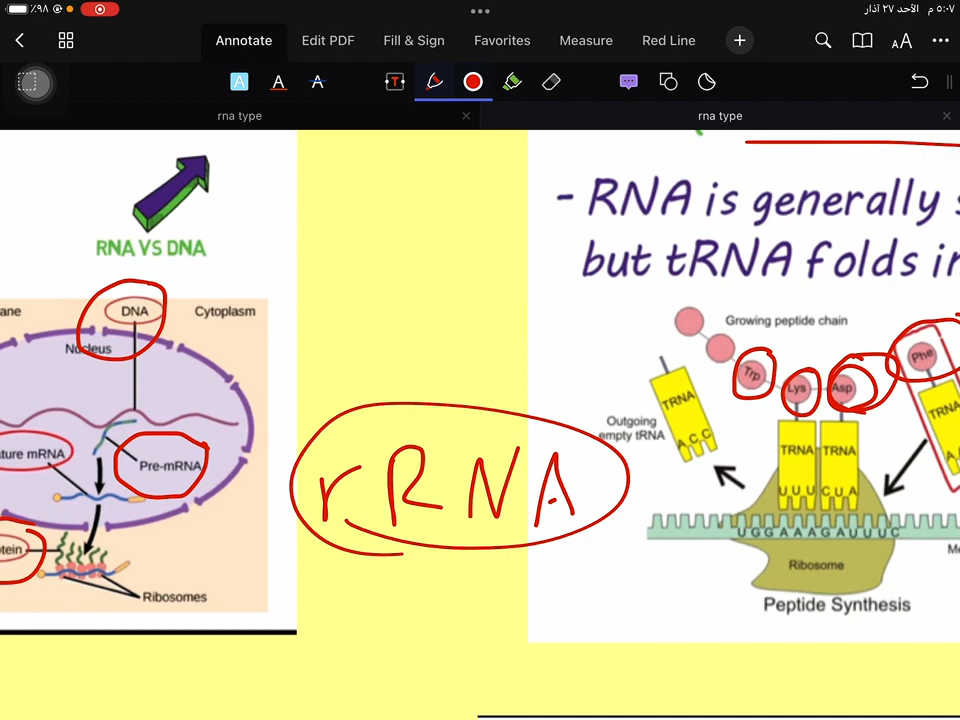 ٪٩٨
٥:٠٧ م الأحد ٢٧ آذار
Annotate Edit PDF Fill & Sign Favorites Measure Red Line
rna type
rna type
RNA VS DNA
ane
DNA
Cytoplasm
Nucleus
ature mRNA
Pre-mRNA
tein
Ribosomes
rRNA
- RNA is generally s
but tRNA folds in
Growing peptide chain
Trp
Lys
Asp
Phe
Outgoing
empty tRNA
TRNA
A C C
TRNA
U U U
TRNA
C U A
TRNA
A A
U G G A A A G A U U U C
Me
Ribosome
Peptide Synthesis